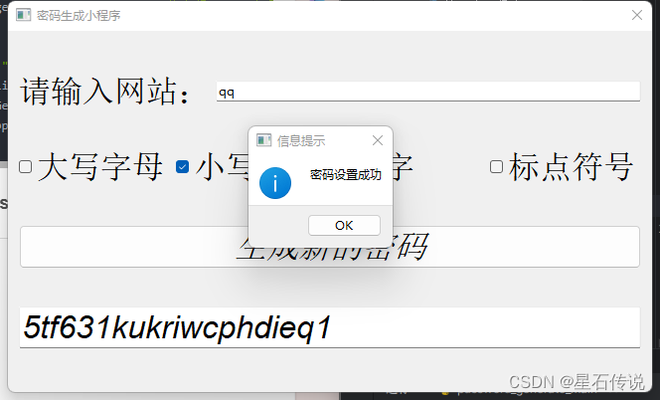 密码生成小程序
请输入网站： qq
信息提示
密码设置成功
大写字母 小写 字 标点符号
OK
生成新的密码
5tf631kukriwcphdieq1
CSDN @星石传说